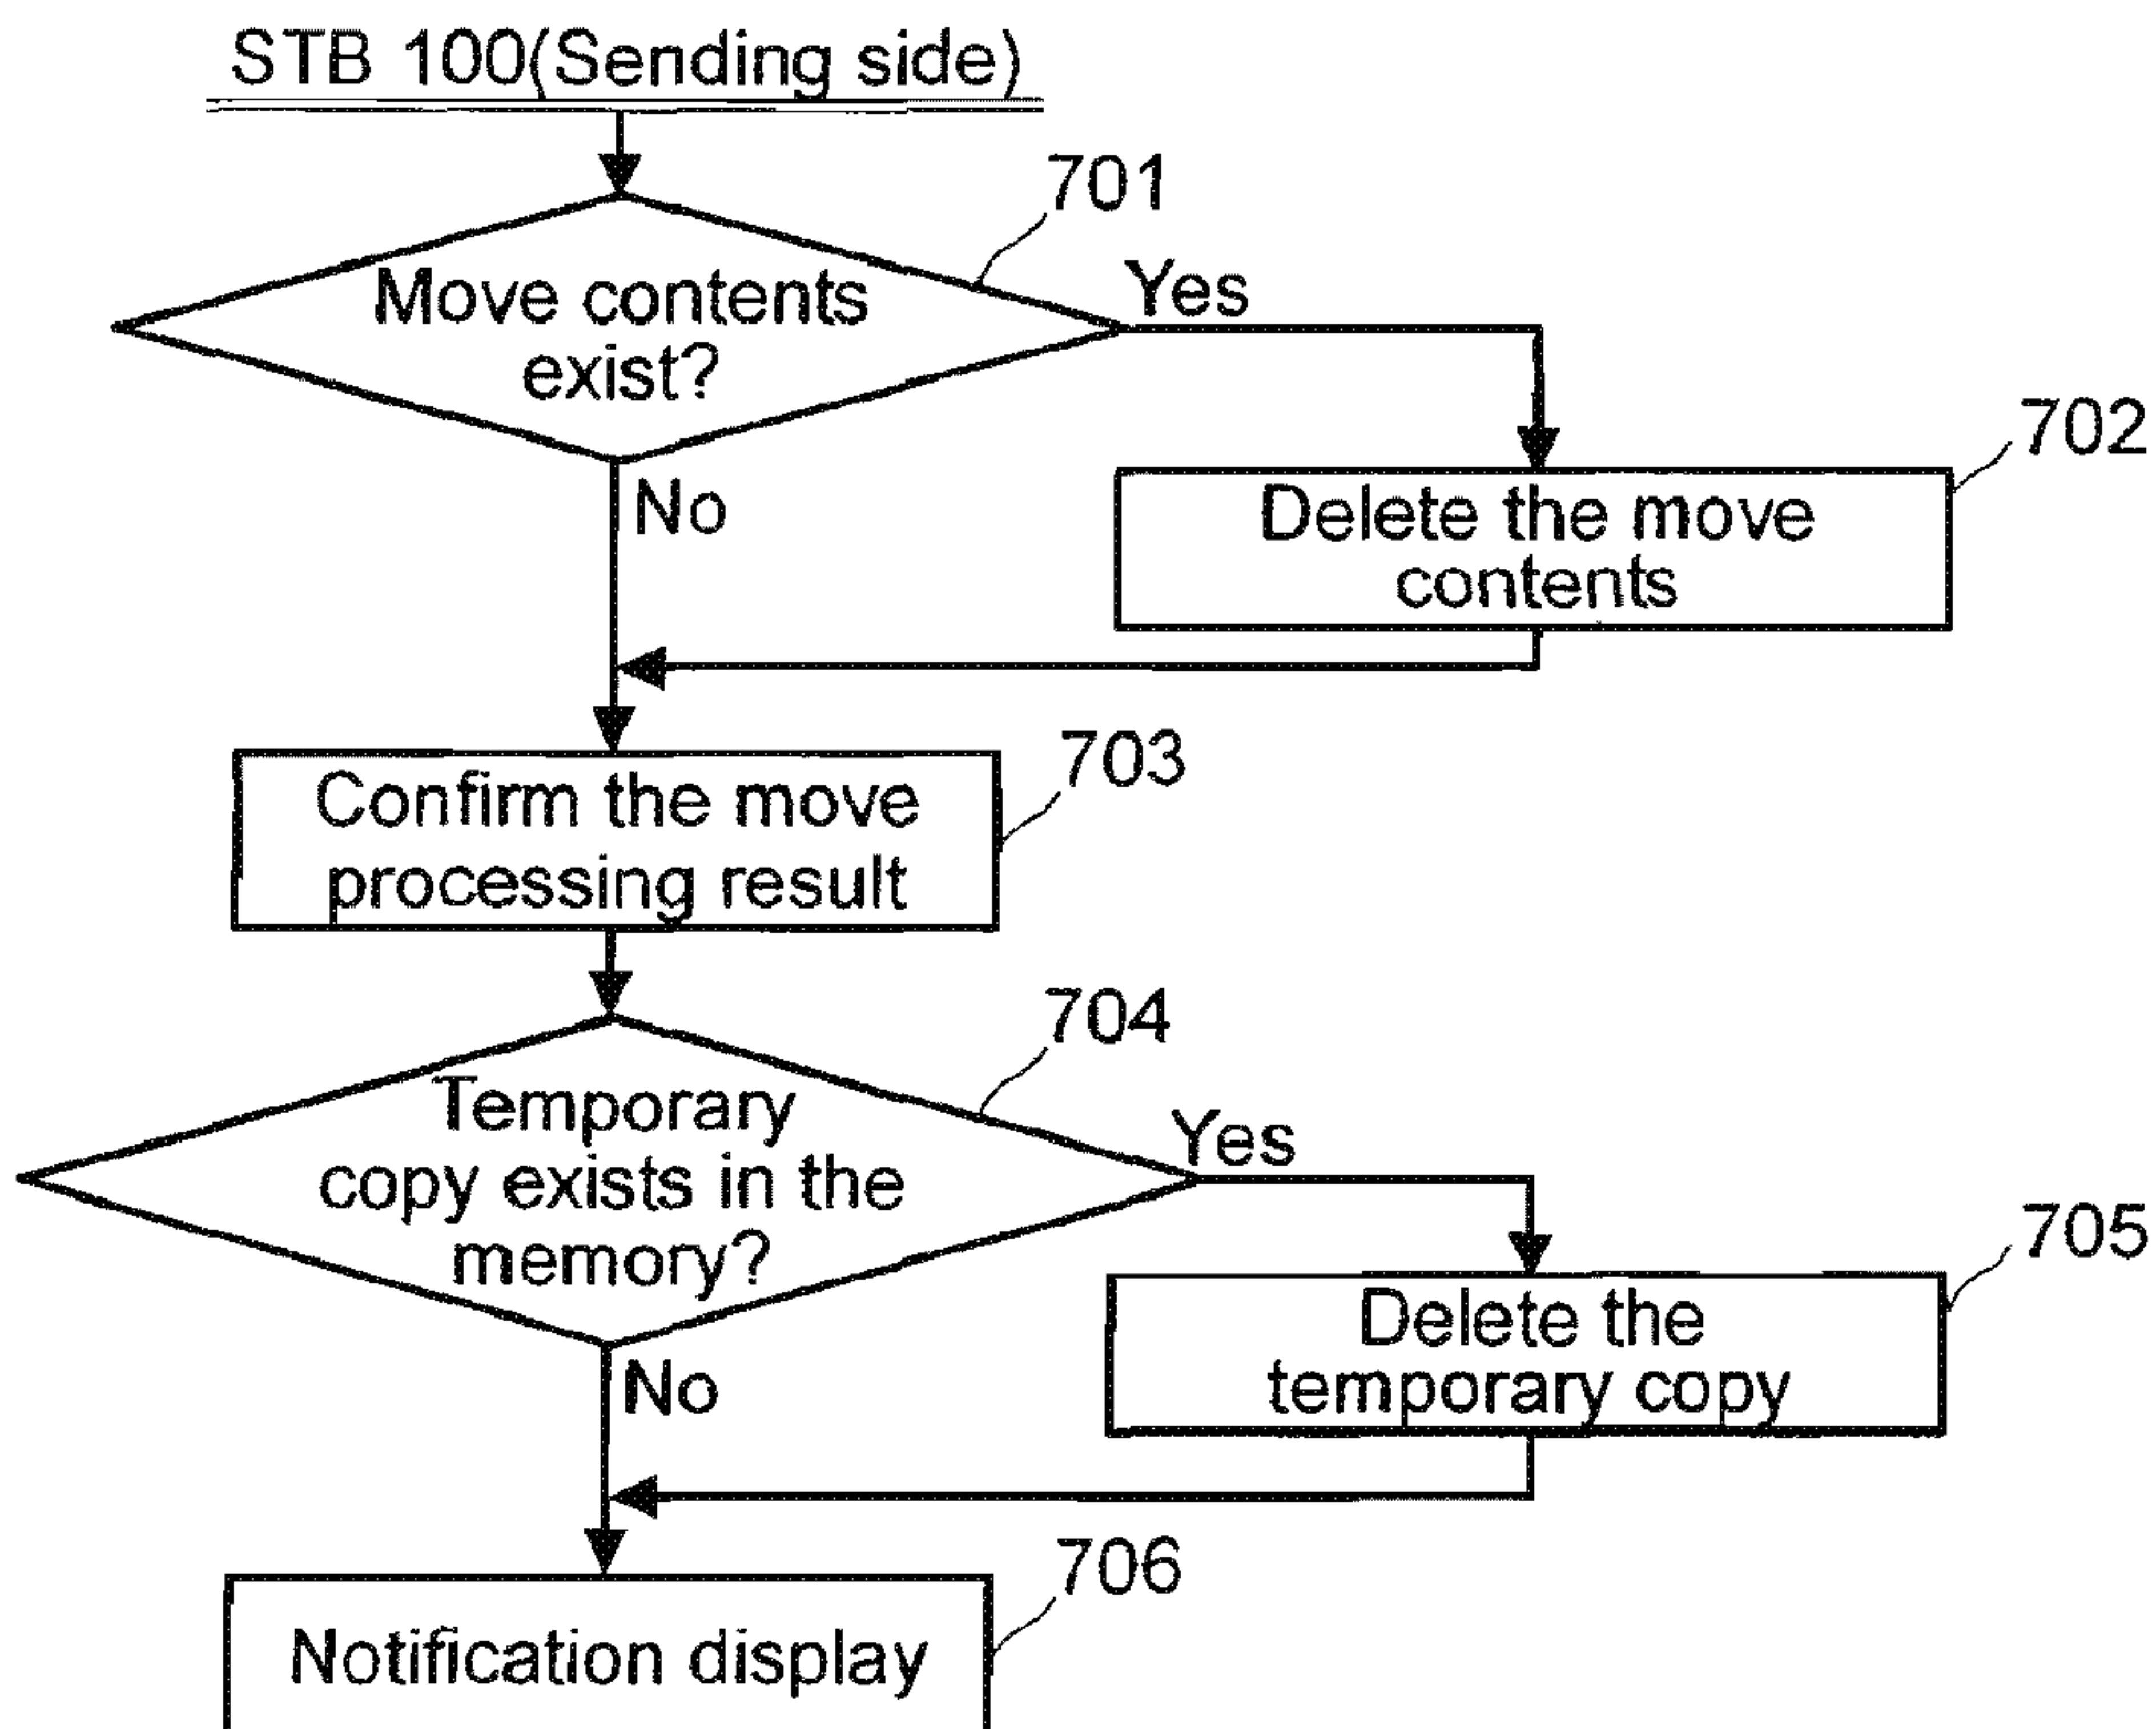 STB 100(Sending side)
701
Move contents
exist?
Yes
No
702
Delete the move
contents
703
Confirm the move
processing result
704
Temporary
copy exists in the
memory?
Yes
No
705
Delete the
temporary copy
706
Notification display